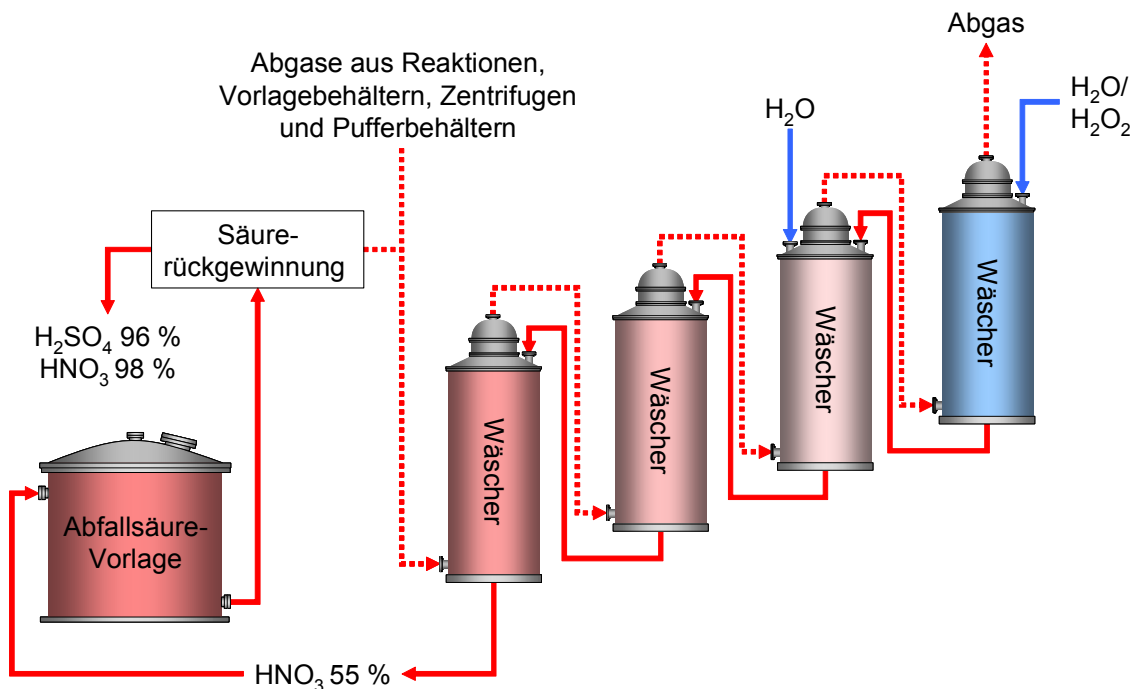 Abgas
Abgase aus Reaktionen,
Vorlagebehältern, Zentrifugen
und Pufferbehältern
H₂O
H₂O/
H₂O₂
Säure-
rückgewinnung
H₂SO₄ 96 %
HNO₃ 98 %
Wäscher
Wäscher
Wäscher
Wäscher
Abfallsäure-
Vorlage
HNO₃ 55 %